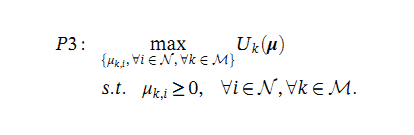 P3: max U_k(μ)
{μ_{k,i}, ∀i ∈ 𝒩, ∀k ∈ ℳ}
s.t. μ_{k,i} ≥ 0, ∀i ∈ 𝒩, ∀k ∈ ℳ.